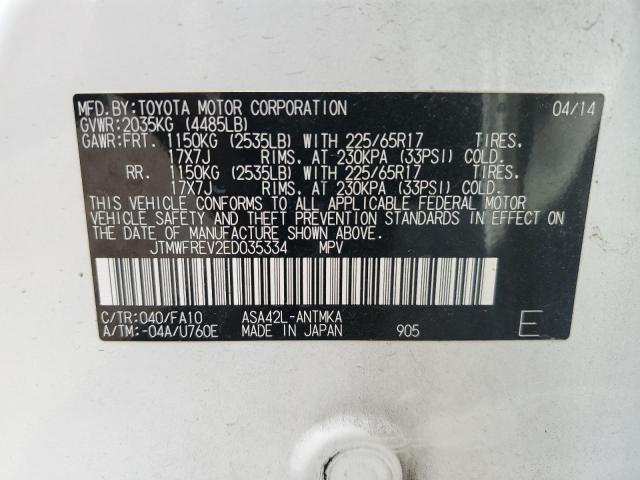 MFD.BY:TOYOTA MOTOR CORPORATION 04/14
GVWR:2035KG (4485LB)
GAWR:FRT. 1150KG (2535LB) WITH 225/65R17 TIRES.
17X7J RIMS. AT 230KPA (33PSI) COLD.
RR. 1150KG (2535LB) WITH 225/65R17 TIRES.
17X7J RIMS. AT 230KPA (33PSI) COLD.
THIS VEHICLE CONFORMS TO ALL APPLICABLE FEDERAL MOTOR
VEHICLE SAFETY AND THEFT PREVENTION STANDARDS IN EFFECT ON
THE DATE OF MANUFACTURE SHOWN ABOVE.
JTMWFREV2ED035334 MPV
C/TR:040/FA10 ASA42L-ANTMKA
A/TM:-04A/U760E MADE IN JAPAN 905 E